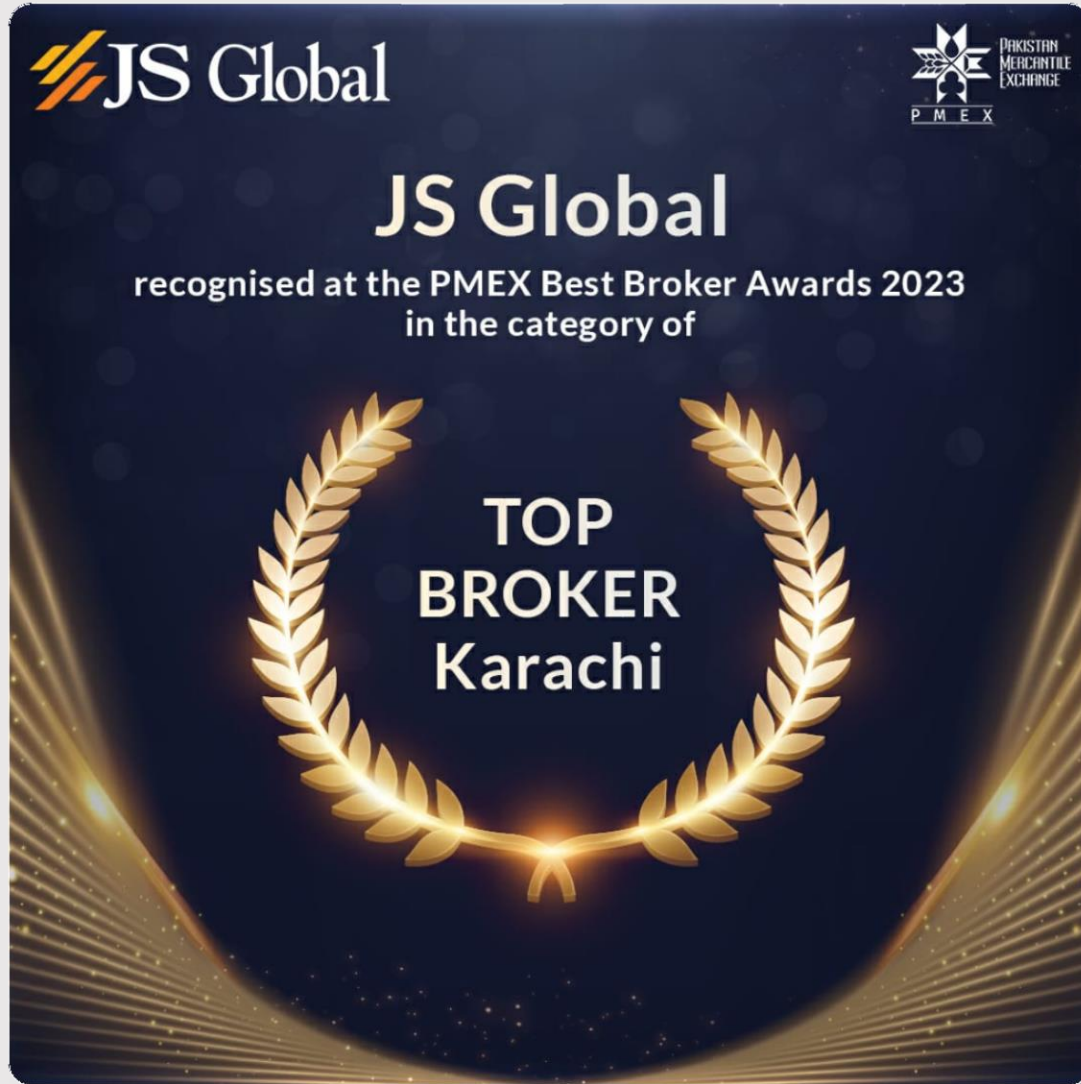 JS Global
PAKISTAN
MERCANTILE
EXCHANGE
PMEX
JS Global
recognised at the PMEX Best Broker Awards 2023
in the category of
TOP
BROKER
Karachi